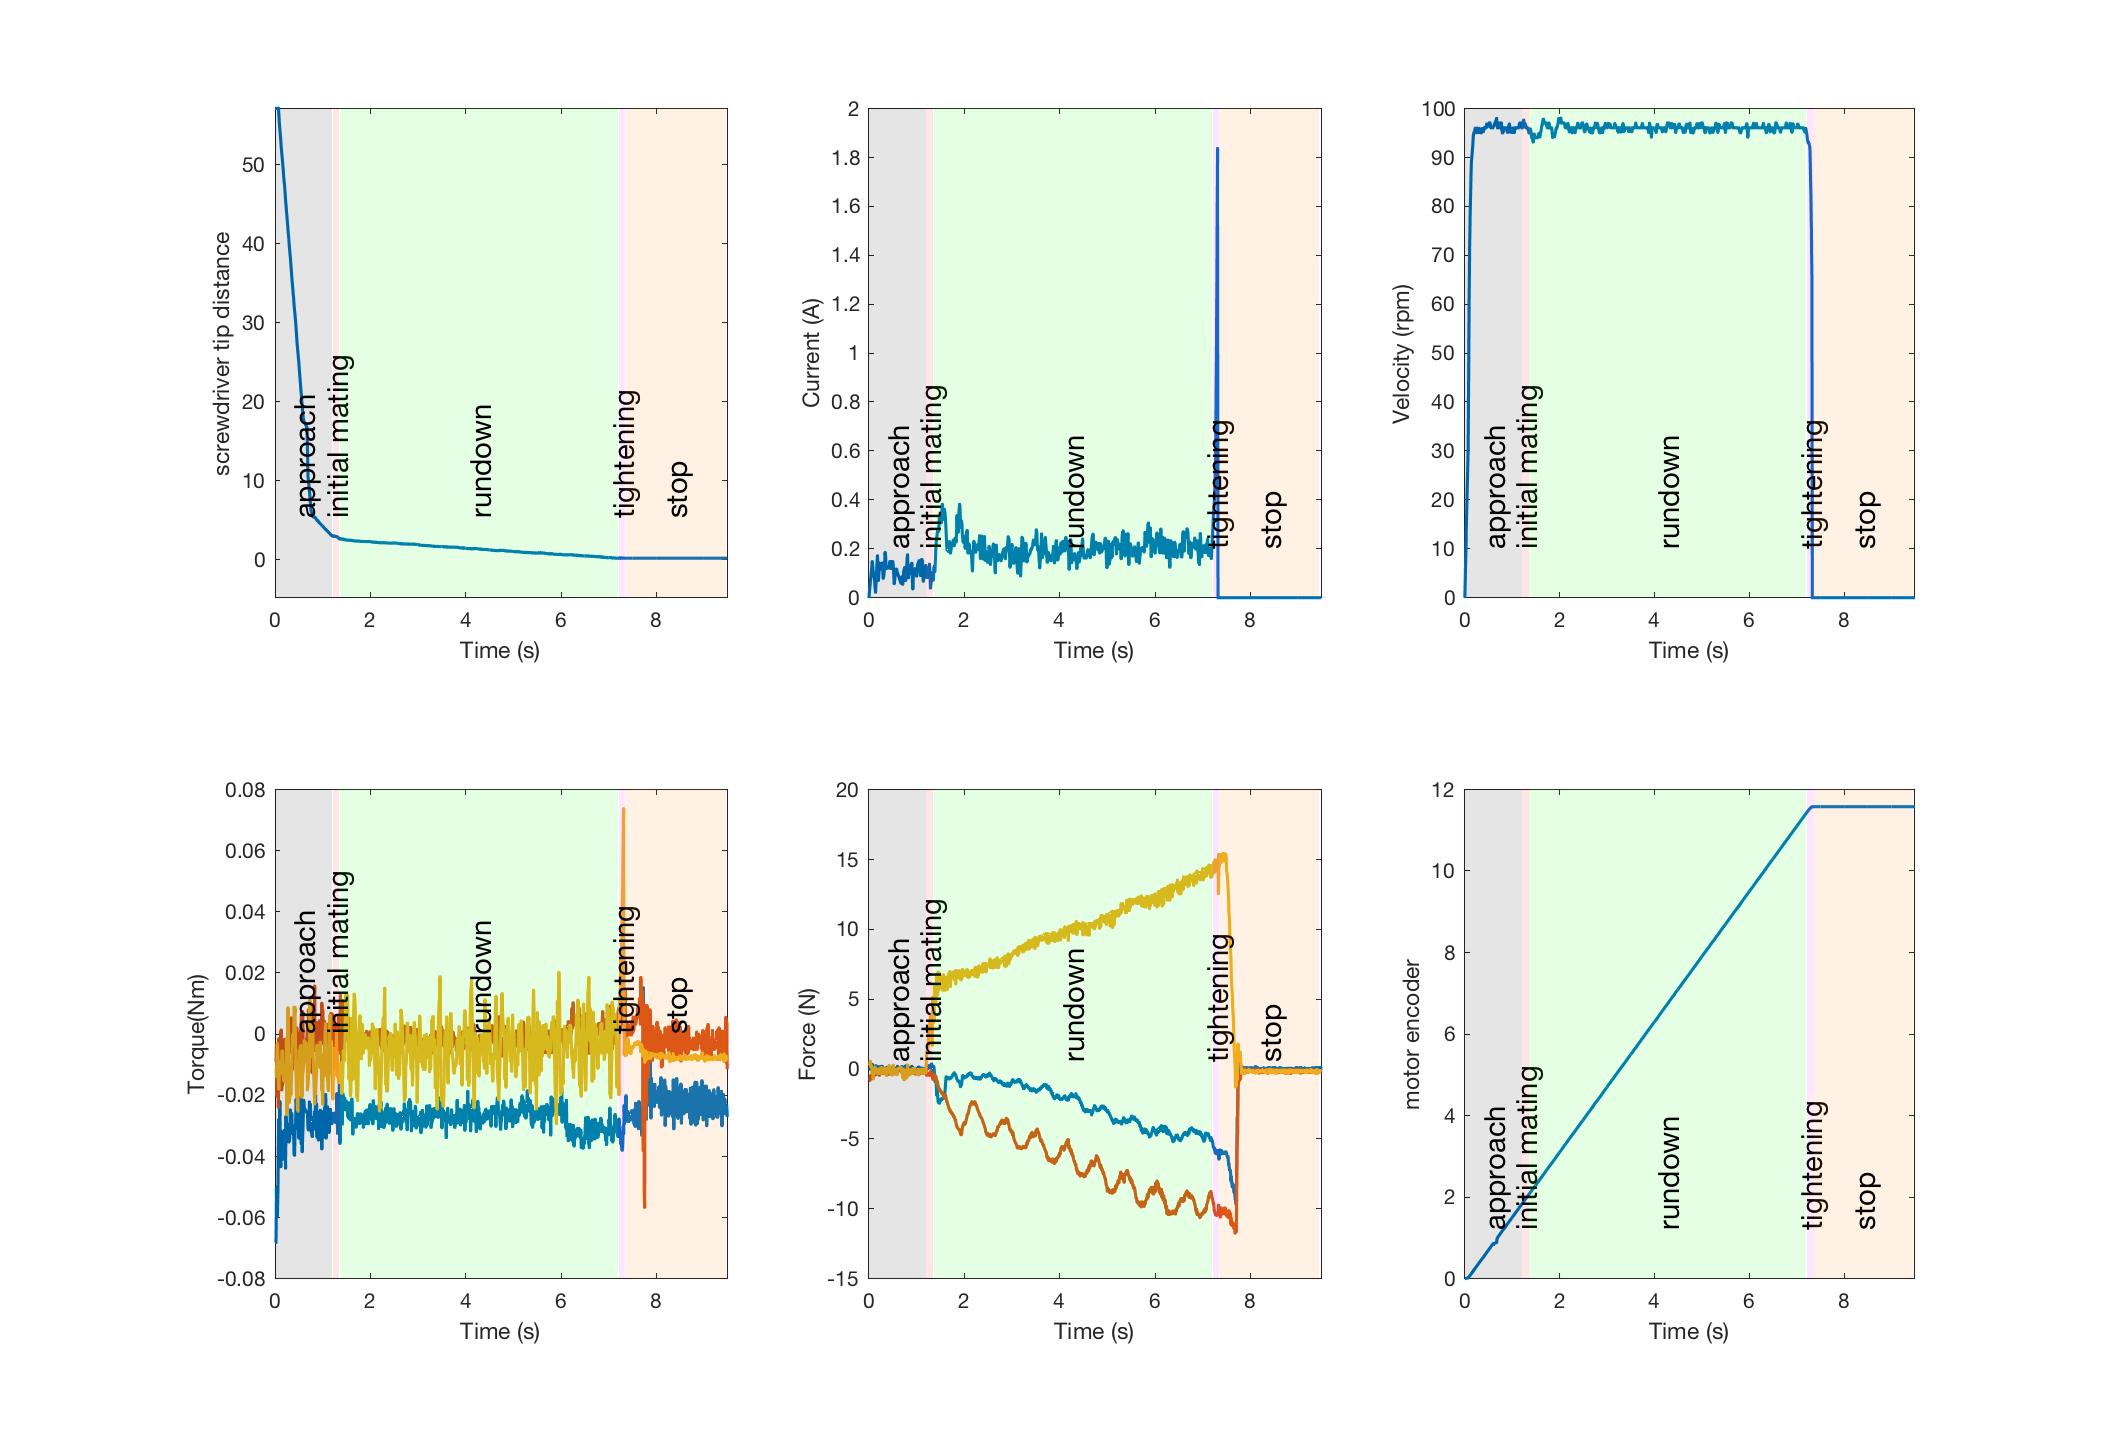 screwdriver tip distance
50
40
30
20
10
0
approach
initial mating
rundown
tightening
stop
0 2 4 6 8
Time (s)
Current (A)
2
1.8
1.6
1.4
1.2
1
0.8
0.6
0.4
0.2
0
approach
initial mating
rundown
tightening
stop
0 2 4 6 8
Time (s)
Velocity (rpm)
100
90
80
70
60
50
40
30
20
10
0
approach
initial mating
rundown
tightening
stop
0 2 4 6 8
Time (s)
Torque(Nm)
0.08
0.06
0.04
0.02
0
-0.02
-0.04
-0.06
-0.08
approach
initial mating
rundown
tightening
stop
0 2 4 6 8
Time (s)
Force (N)
20
15
10
5
0
-5
-10
-15
approach
initial mating
rundown
tightening
stop
0 2 4 6 8
Time (s)
motor encoder
12
10
8
6
4
2
0
approach
initial mating
rundown
tightening
stop
0 2 4 6 8
Time (s)